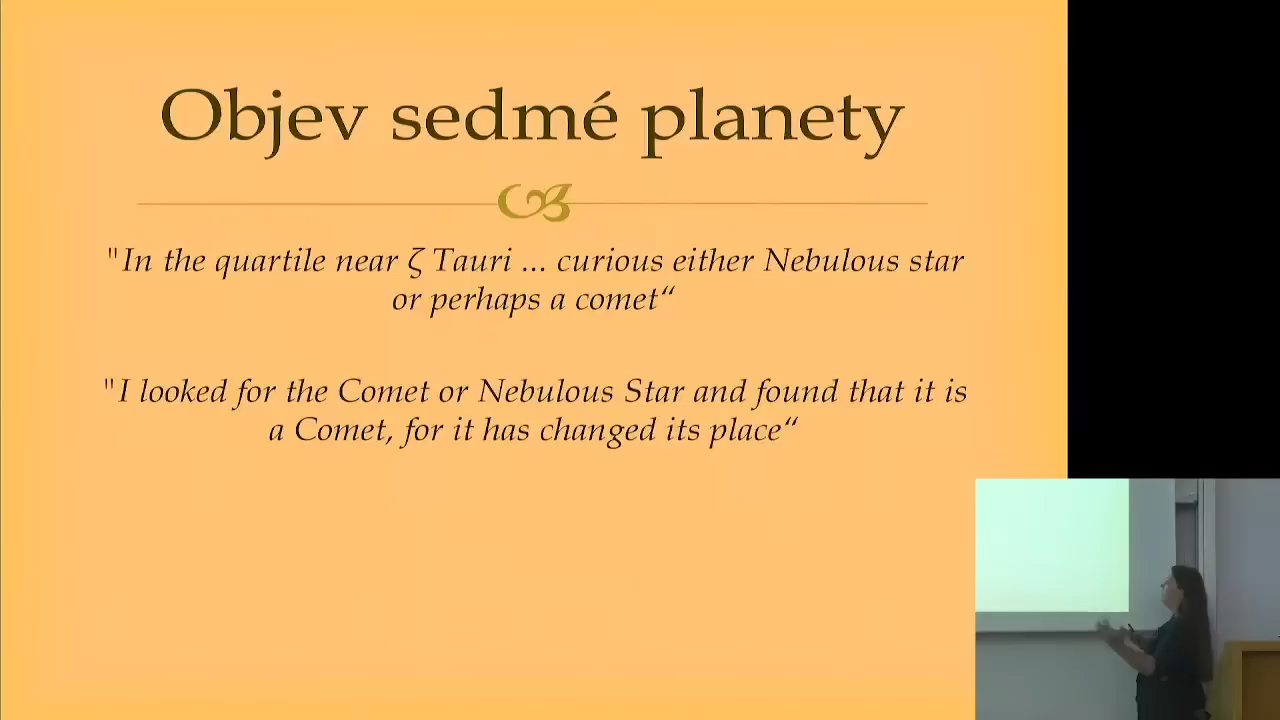 Objev sedmé planety
"In the quartile near ζ Tauri ... curious either Nebulous star
or perhaps a comet“
"I looked for the Comet or Nebulous Star and found that it is
a Comet, for it has changed its place“